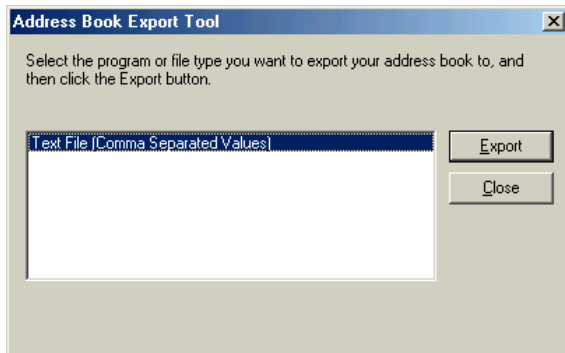 Address Book Export Tool
Select the program or file type you want to export your address book to, and
then click the Export button.
Text File (Comma Separated Values)
Export
Close